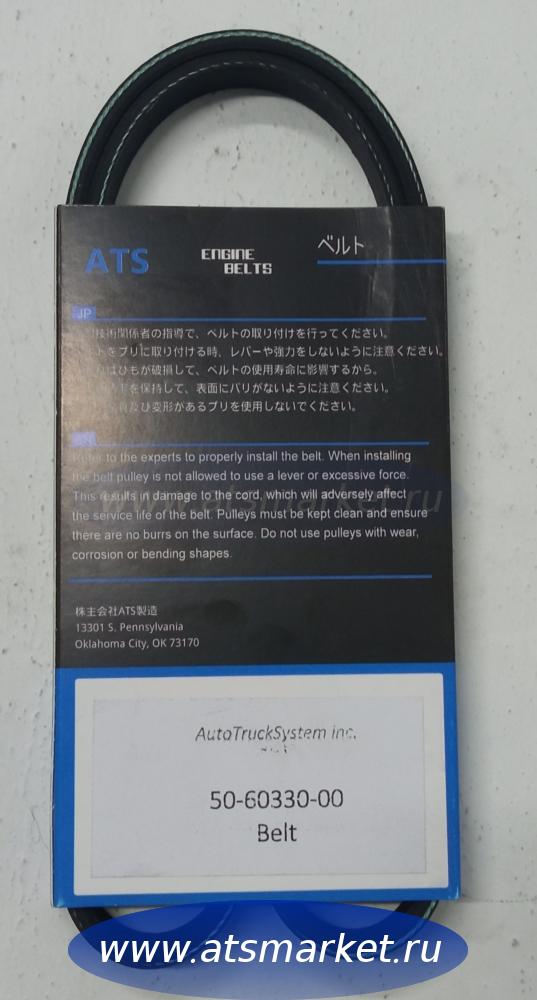 ATS
ENGINE
BELTS
ベルト
JP
技術関係者の指導で、ベルトの取り付けを行ってください。
トをプリに取り付ける時、レバーや強力をしないように注意ください。
はひもが破損して、ベルトの使用寿命に影響するから。
を保持して、表面にバリがないように注意ください。
及び変形があるプリを使用しないでください。
Refer to the experts to properly install the belt. When installing
the belt pulley is not allowed to use a lever or excessive force.
This results in damage to the cord, which will adversely affect
the service life of the belt. Pulleys must be kept clean and ensure
there are no burrs on the surface. Do not use pulleys with wear,
corrosion or bending shapes.
www.atsmarket.ru
株主会社ATS製造
13301 S. Pennsylvania
Oklahoma City, OK 73170
AutoTruckSystem inc.
50-60330-00
Belt
www.atsmarket.ru